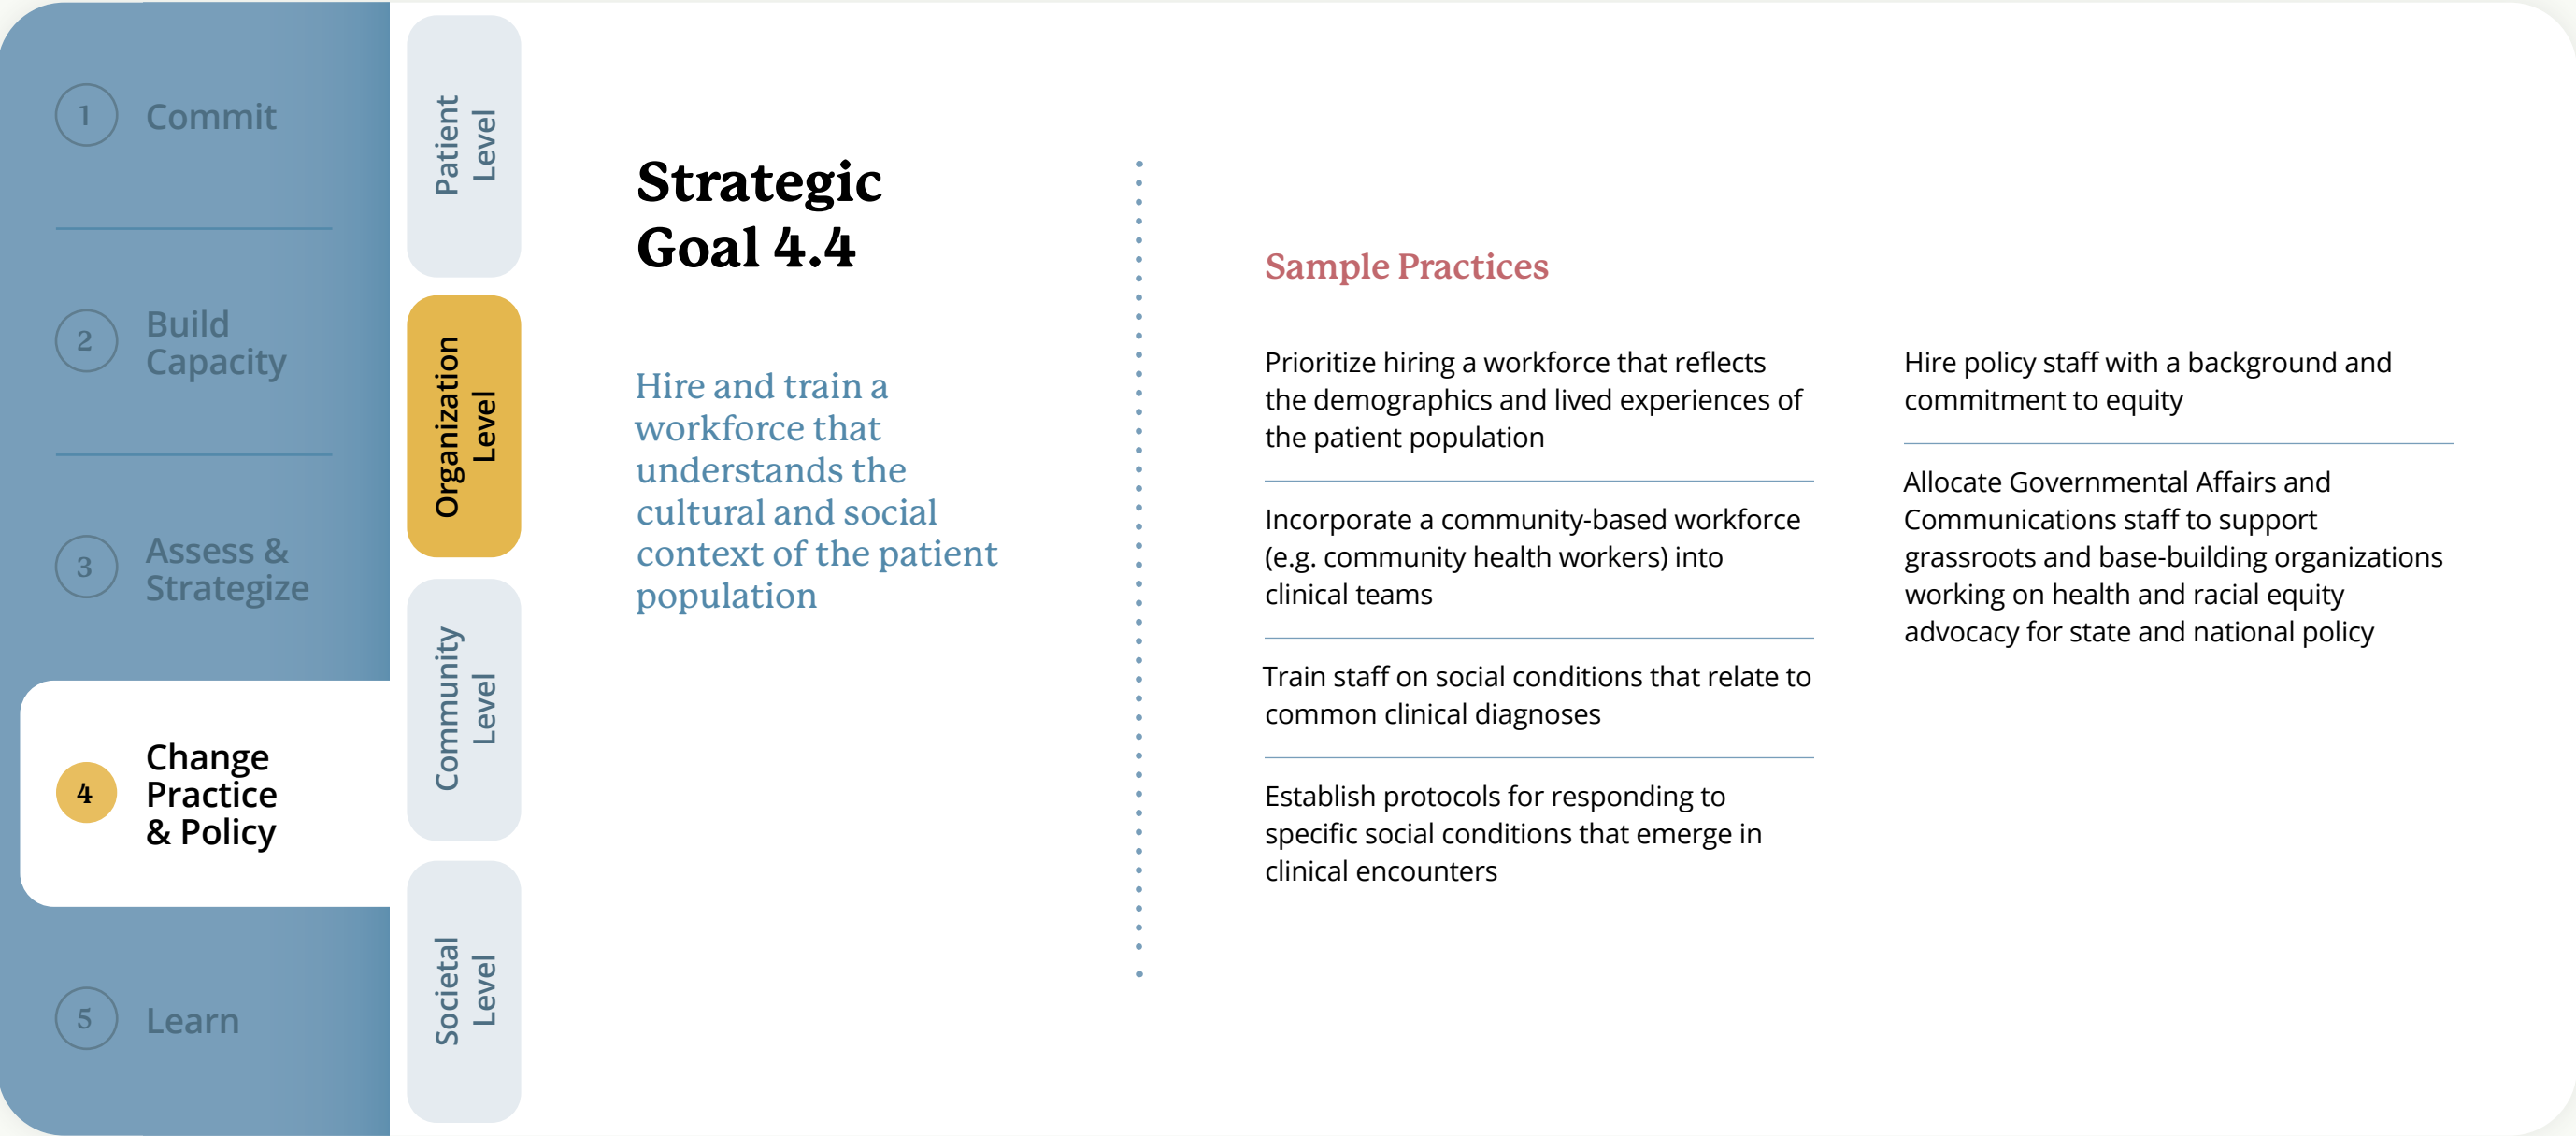 1
Commit
2
Build
Capacity
3
Assess &
Strategize
4
Change
Practice
& Policy
5
Learn
Patient
Level
Organization
Level
Community
Level
Societal
Level
Strategic
Goal 4.4
Hire and train a
workforce that
understands the
cultural and social
context of the patient
population
Sample Practices
Prioritize hiring a workforce that reflects
the demographics and lived experiences of
the patient population
Incorporate a community-based workforce
(e.g. community health workers) into
clinical teams
Train staff on social conditions that relate to
common clinical diagnoses
Establish protocols for responding to
specific social conditions that emerge in
clinical encounters
Hire policy staff with a background and
commitment to equity
Allocate Governmental Affairs and
Communications staff to support
grassroots and base-building organizations
working on health and racial equity
advocacy for state and national policy